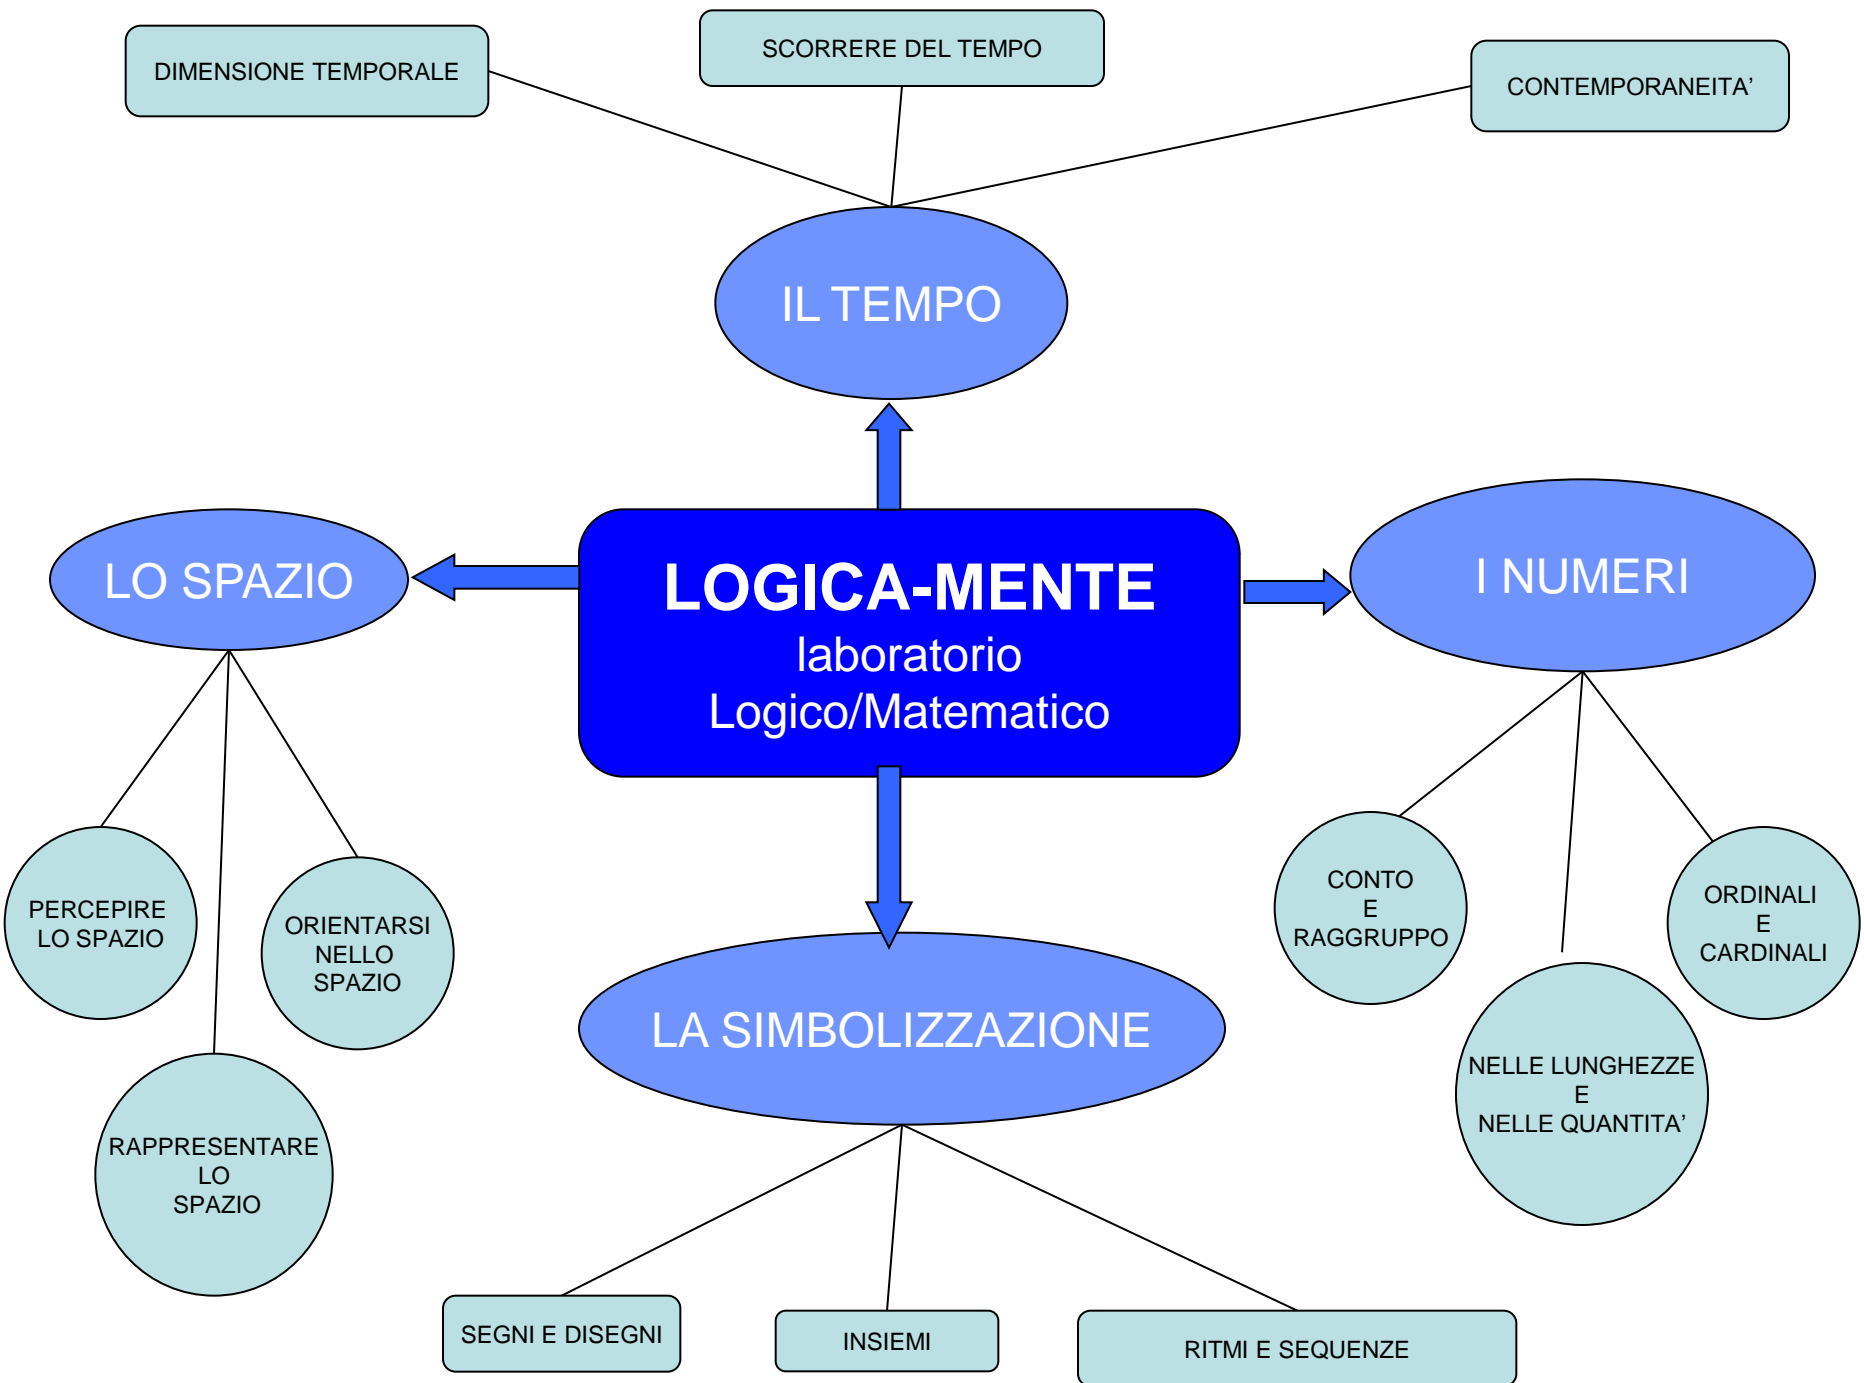 DIMENSIONE TEMPORALE
SCORRERE DEL TEMPO
CONTEMPORANEITA’
IL TEMPO
LO SPAZIO
LOGICA-MENTE
laboratorio
Logico/Matematico
I NUMERI
PERCEPIRE
LO SPAZIO
ORIENTARSI
NELLO
SPAZIO
RAPPRESENTARE
LO
SPAZIO
CONTO
E
RAGGRUPPO
ORDINALI
E
CARDINALI
NELLE LUNGHEZZE
E
NELLE QUANTITA’
LA SIMBOLIZZAZIONE
SEGNI E DISEGNI
INSIEMI
RITMI E SEQUENZE